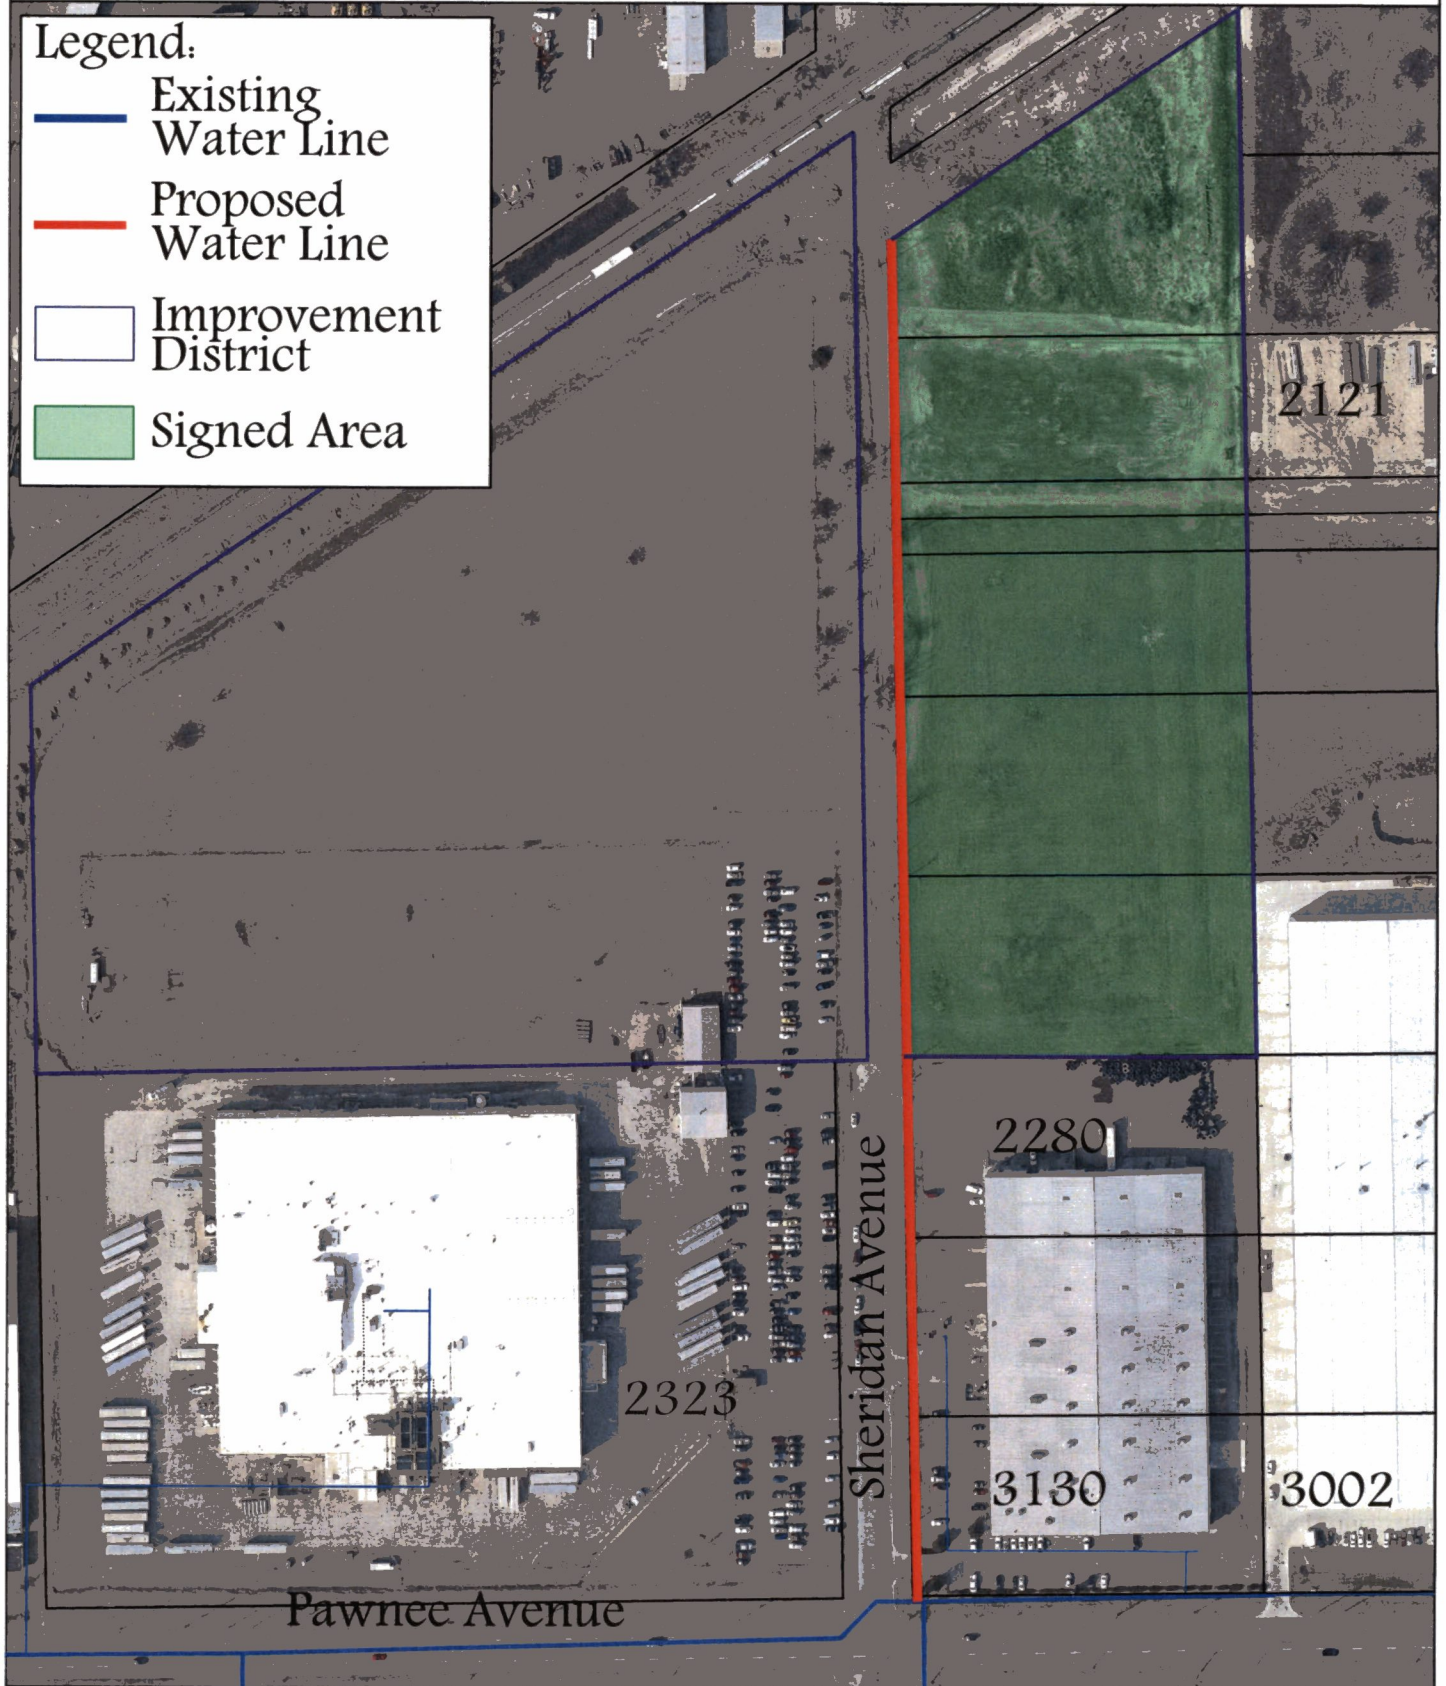 Legend:
Existing
Water Line
Proposed
Water Line
Improvement
District
Signed Area
2121
2280
Sheridan Avenue
2323
3130
3002
Pawnee Avenue